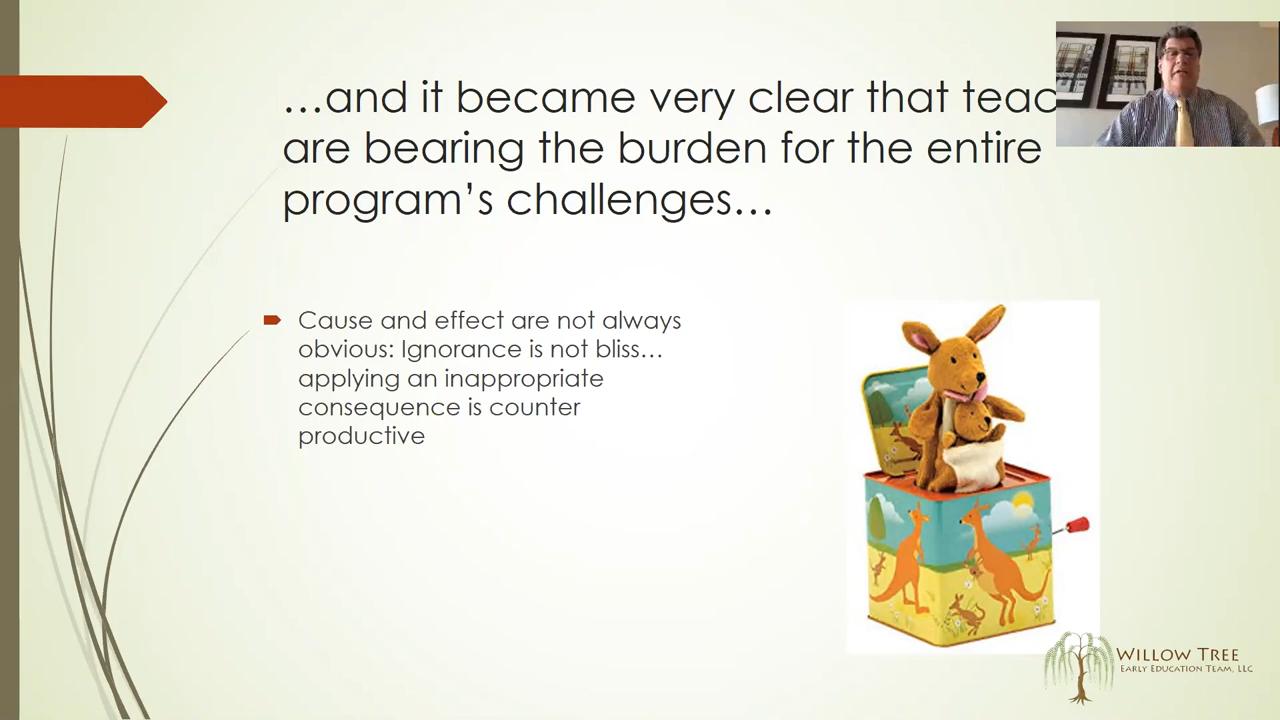 …and it became very clear that teac
are bearing the burden for the entire
program’s challenges…
Cause and effect are not always
obvious: Ignorance is not bliss…
applying an inappropriate
consequence is counter
productive
WILLOW TREE
EARLY EDUCATION TEAM, LLC